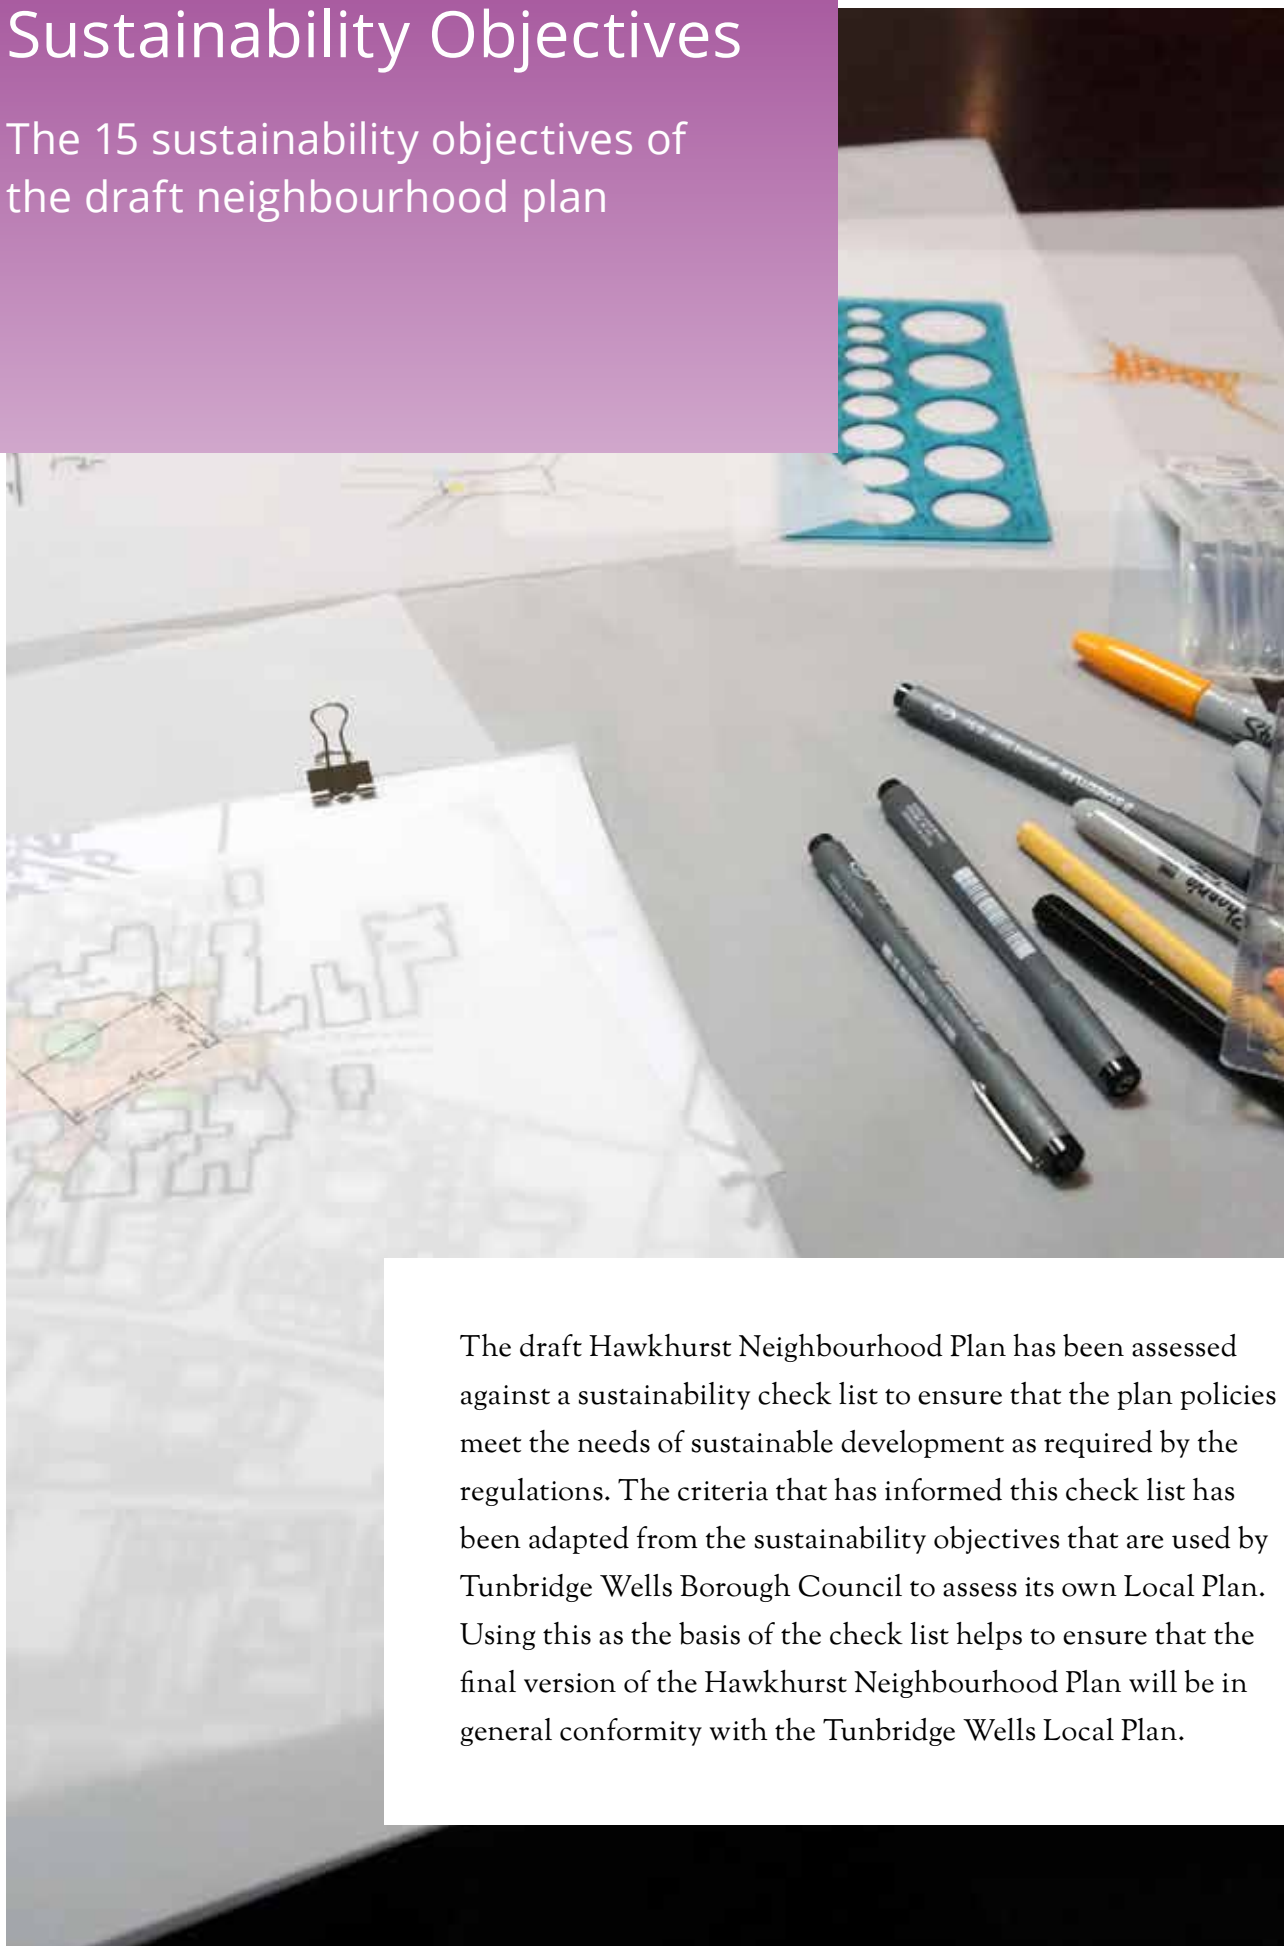 Sustainability Objectives
The 15 sustainability objectives of
the draft neighbourhood plan
The draft Hawkhurst Neighbourhood Plan has been assessed
against a sustainability check list to ensure that the plan policies
meet the needs of sustainable development as required by the
regulations. The criteria that has informed this check list has
been adapted from the sustainability objectives that are used by
Tunbridge Wells Borough Council to assess its own Local Plan.
Using this as the basis of the check list helps to ensure that the
final version of the Hawkhurst Neighbourhood Plan will be in
general conformity with the Tunbridge Wells Local Plan.